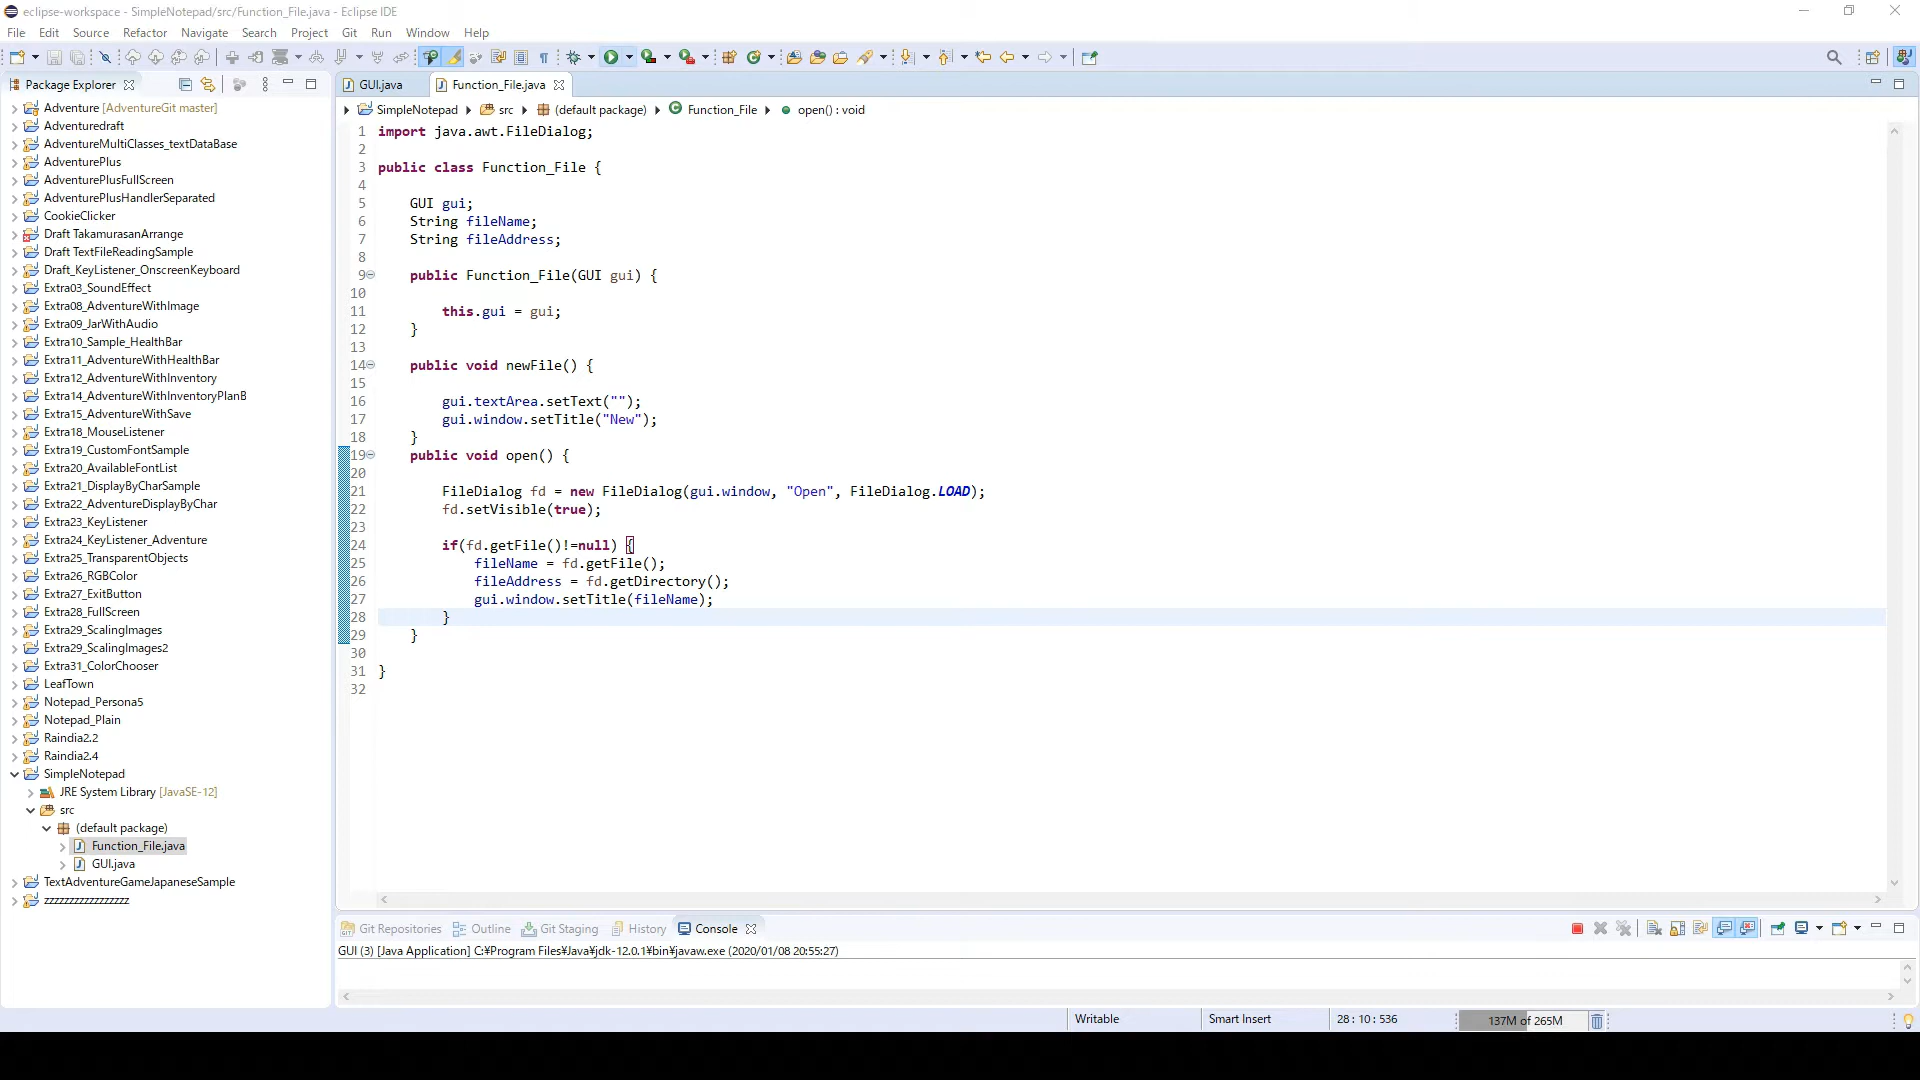 eclipse-workspace - SimpleNotepad/src/Function_File.java - Eclipse IDE
File Edit Source Refactor Navigate Search Project Git Run Window Help
Package Explorer
GUI.java
Function_File.java
Adventure [AdventureGit master]
Adventuredraft
AdventureMultiClasses_textDataBase
AdventurePlus
AdventurePlusFullScreen
AdventurePlusHandlerSeparated
CookieClicker
Draft TakamurasanArrange
Draft TextFileReadingSample
Draft_KeyListener_OnscreenKeyboard
Extra03_SoundEffect
Extra08_AdventureWithImage
Extra09_JarWithAudio
Extra10_Sample_HealthBar
Extra11_AdventureWithHealthBar
Extra12_AdventureWithInventory
Extra14_AdventureWithInventoryPlanB
Extra15_AdventureWithSave
Extra18_MouseListener
Extra19_CustomFontSample
Extra20_AvailableFontList
Extra21_DisplayByCharSample
Extra22_AdventureDisplayByChar
Extra23_KeyListener
Extra24_KeyListener_Adventure
Extra25_TransparentObjects
Extra26_RGBColor
Extra27_ExitButton
Extra28_FullScreen
Extra29_ScalingImages
Extra29_ScalingImages2
Extra31_ColorChooser
LeafTown
Notepad_Persona5
Notepad_Plain
Raindia2.2
Raindia2.4
SimpleNotepad
JRE System Library [JavaSE-12]
src
(default package)
Function_File.java
GUI.java
TextAdventureGameJapaneseSample
zzzzzzzzzzzzzzzzz
SimpleNotepad src (default package) Function_File open() : void
1 import java.awt.FileDialog;
2
3 public class Function_File {
4
5 GUI gui;
6 String fileName;
7 String fileAddress;
8
9 public Function_File(GUI gui) {
10
11 this.gui = gui;
12 }
13
14 public void newFile() {
15
16 gui.textArea.setText("");
17 gui.window.setTitle("New");
18 }
19 public void open() {
20
21 FileDialog fd = new FileDialog(gui.window, "Open", FileDialog.LOAD);
22 fd.setVisible(true);
23
24 if(fd.getFile()!=null) {
25 fileName = fd.getFile();
26 fileAddress = fd.getDirectory();
27 gui.window.setTitle(fileName);
28 }
29 }
30
31 }
32
Git Repositories Outline Git Staging History Console
GUI (3) [Java Application] C:¥Program Files¥Java¥jdk-12.0.1¥bin¥javaw.exe (2020/01/08 20:55:27)
Writable Smart Insert 28 : 10 : 536 137M of 265M